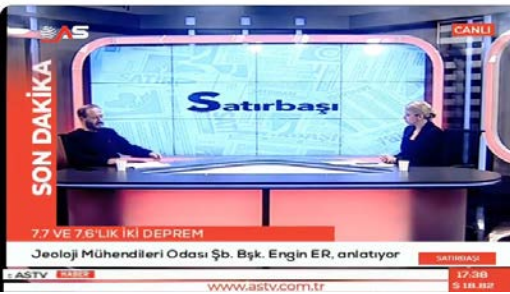 AS
CANLI
SON DAKİKA
Satırbaşı
7.7 VE 7.6'LIK İKİ DEPREM
Jeoloji Mühendileri Odası Şb. Bşk. Engin ER, anlatıyor
SATIRBAŞI
ASTV HABER
17:38
www.astv.com.tr
$ 18.82